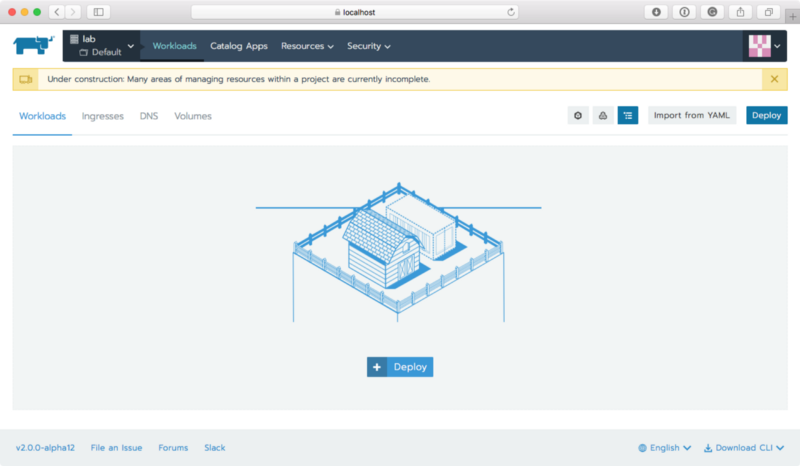 localhost
lab
Default
Workloads
Catalog Apps
Resources
Security
Under construction: Many areas of managing resources within a project are currently incomplete.
Workloads
Ingresses
DNS
Volumes
Import from YAML
Deploy
Deploy
v2.0.0-alpha12
File an Issue
Forums
Slack
English
Download CLI